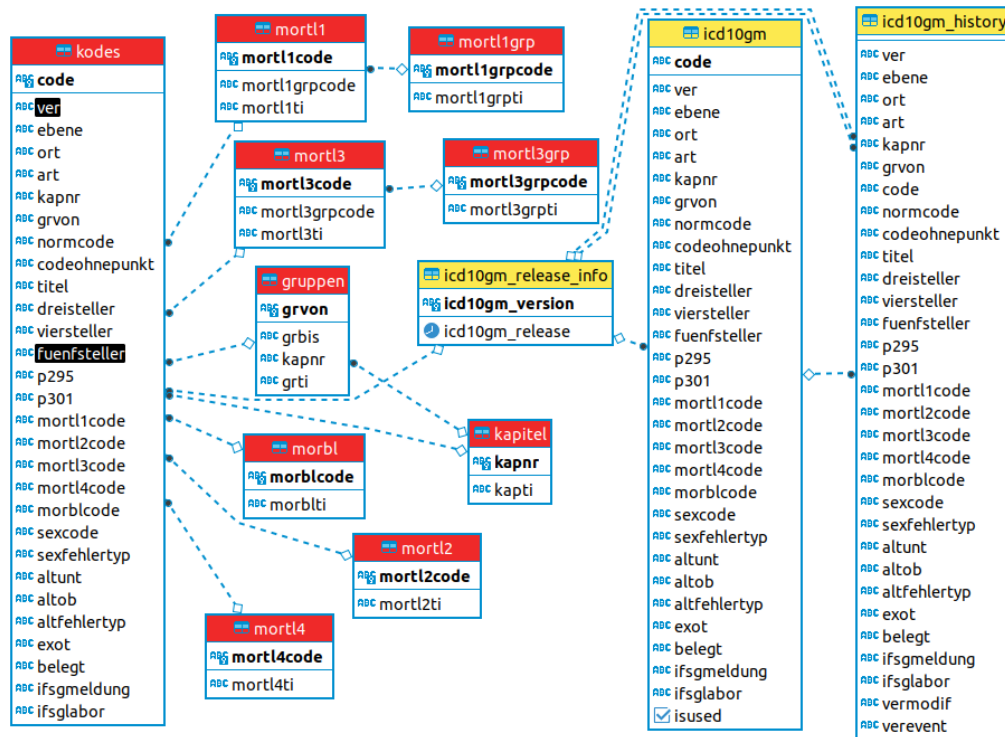 kodes
code
ver
ebene
ort
art
kapnr
grvon
normcode
codeohnepunkt
titel
dreisteller
viersteller
fuenfsteller
p295
p301
mortl1code
mortl2code
mortl3code
mortl4code
morblcode
sexcode
sexfehlertyp
altunt
altob
altfehlertyp
exot
belegt
ifsgmeldung
ifsglabor
mortl1
mortl1code
mortl1grpcode
mortl1ti
mortl1grp
mortl1grpcode
mortl1grpti
mortl3
mortl3code
mortl3grpcode
mortl3ti
mortl3grp
mortl3grpcode
mortl3grpti
gruppen
grvon
grbis
kapnr
grti
icd10gm_release_info
icd10gm_version
icd10gm_release
morbl
morblcode
morblti
kapitel
kapnr
kapti
mortl2
mortl2code
mortl2ti
mortl4
mortl4code
mortl4ti
icd10gm
code
ver
ebene
ort
art
kapnr
grvon
normcode
codeohnepunkt
titel
dreisteller
viersteller
fuenfsteller
p295
p301
mortl1code
mortl2code
mortl3code
mortl4code
morblcode
sexcode
sexfehlertyp
altunt
altob
altfehlertyp
exot
belegt
ifsgmeldung
ifsglabor
isused
icd10gm_history
ver
ebene
ort
art
kapnr
grvon
code
normcode
codeohnepunkt
titel
dreisteller
viersteller
fuenfsteller
p295
p301
mortl1code
mortl2code
mortl3code
mortl4code
morblcode
sexcode
sexfehlertyp
altunt
altob
altfehlertyp
exot
belegt
ifsgmeldung
ifsglabor
vermodif
verevent